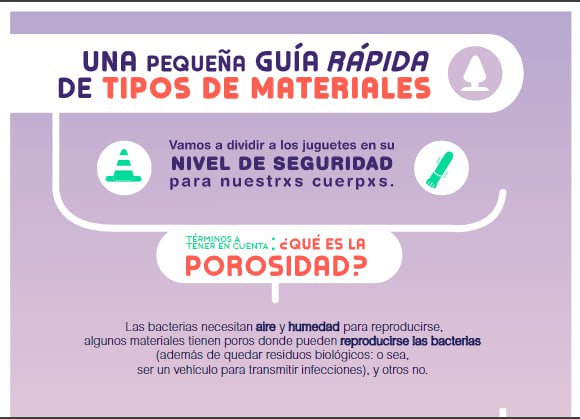 UNA PEQUEÑA GUÍA RÁPIDA
DE TIPOS DE MATERIALES
Vamos a dividir a los juguetes en su
NIVEL DE SEGURIDAD
para nuestrxs cuerpxs.
TÉRMINOS A
TENER EN CUENTA : ¿QUÉ ES LA
POROSIDAD?
Las bacterias necesitan aire y humedad para reproducirse,
algunos materiales tienen poros donde pueden reproducirse las bacterias
(además de quedar residuos biológicos: o sea,
ser un vehículo para transmitir infecciones), y otros no.